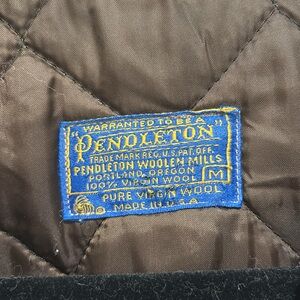 WARRANTED TO BE A
"PENDLETON"
TRADE MARK REG. U.S. PAT. OFF.
PENDLETON WOOLEN MILLS
PORTLAND, OREGON
100% VIRGIN WOOL
M
PURE VIRGIN WOOL
MADE IN U.S.A